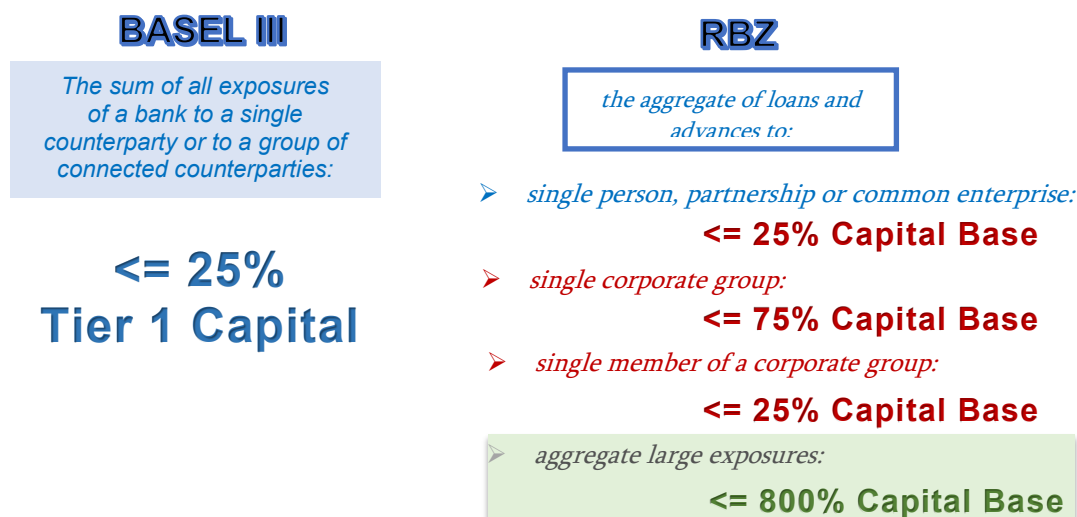 BASEL III
The sum of all exposures
of a bank to a single
counterparty or to a group of
connected counterparties:
<= 25%
Tier 1 Capital
RBZ
the aggregate of loans and
advances to:
➢ single person, partnership or common enterprise:
<= 25% Capital Base
➢ single corporate group:
<= 75% Capital Base
➢ single member of a corporate group:
<= 25% Capital Base
➢ aggregate large exposures:
<= 800% Capital Base